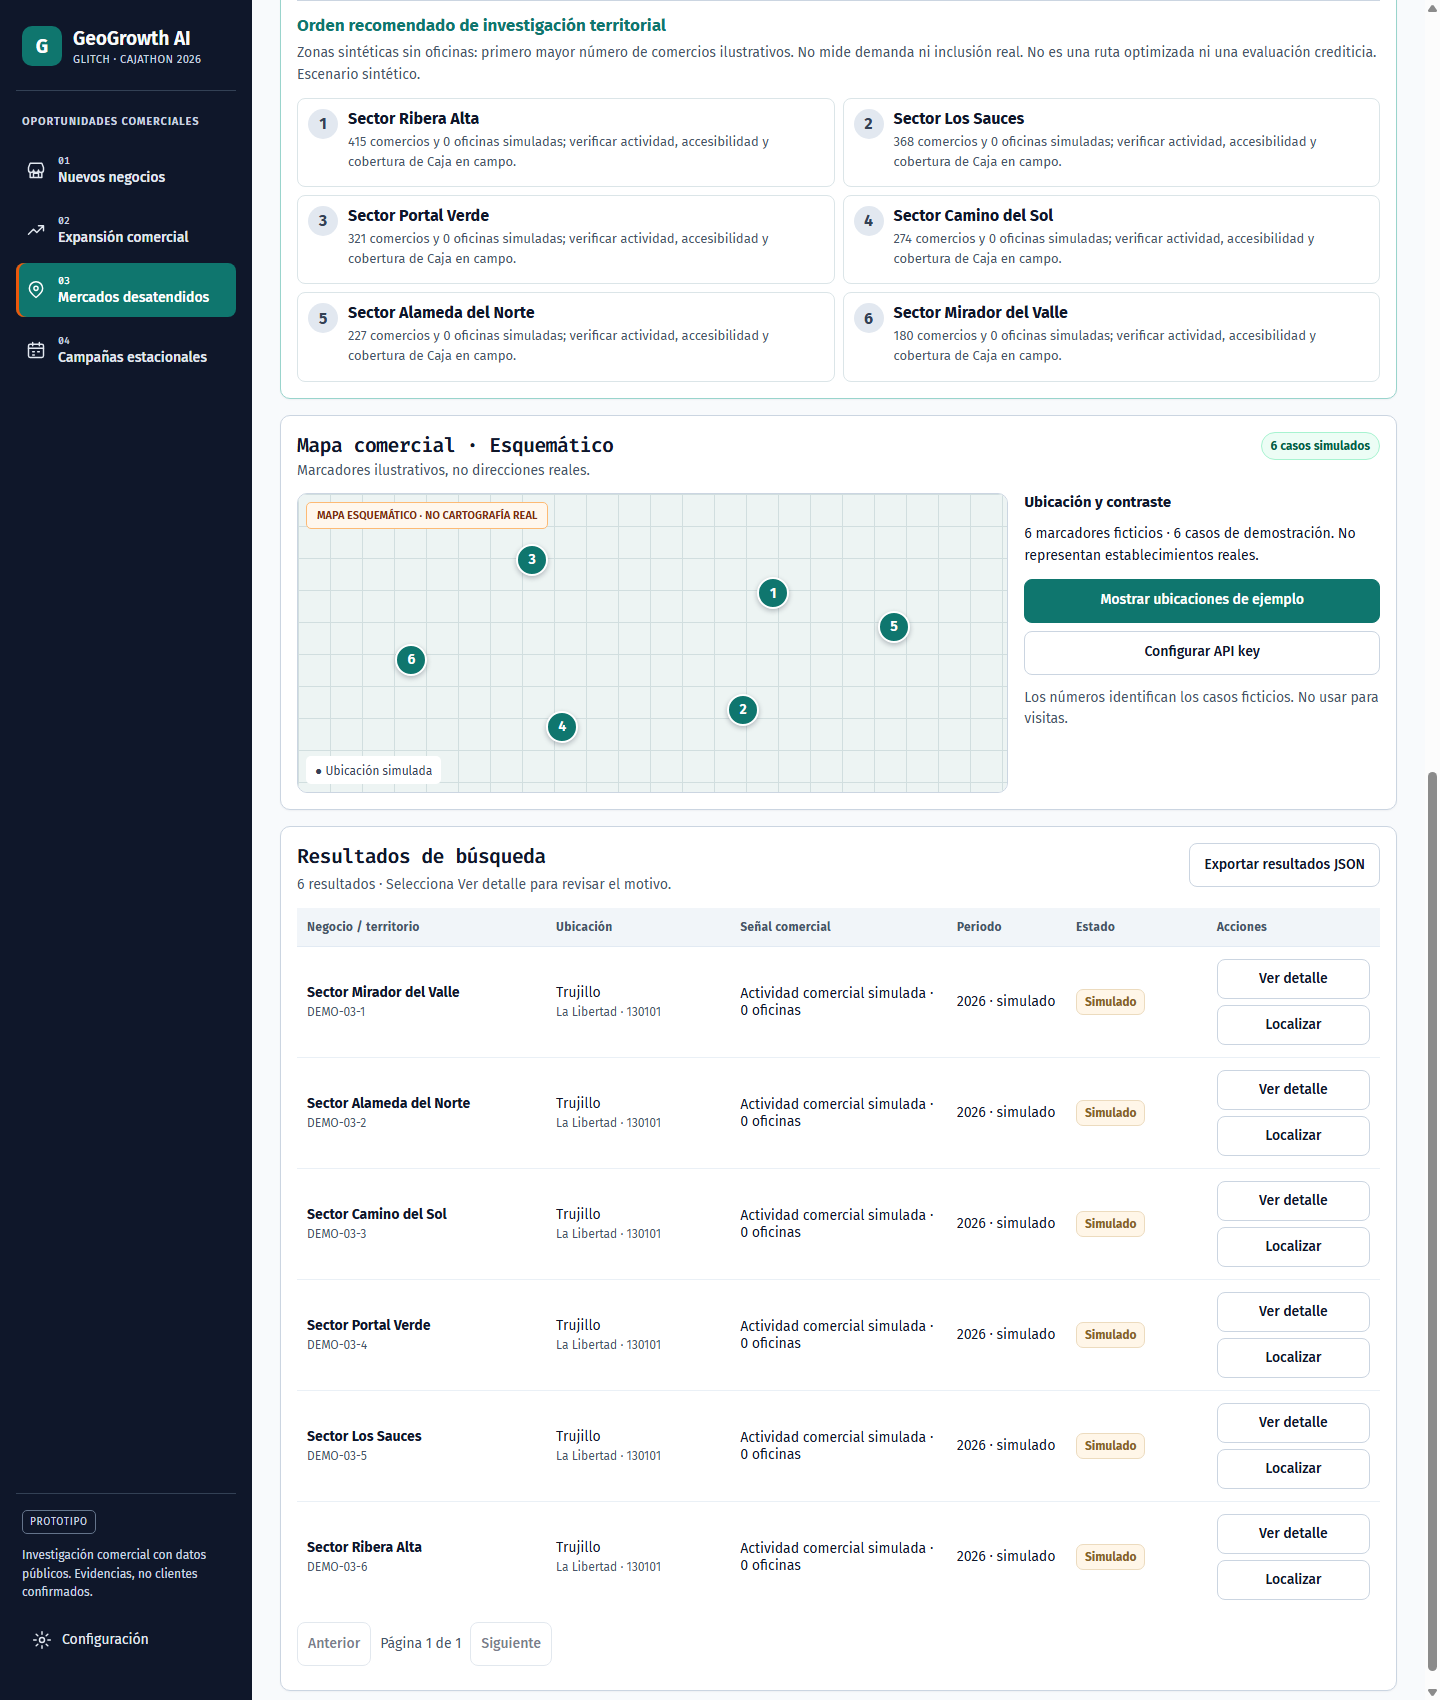 G
GeoGrowth AI
GLITCH · CAJATHON 2026
OPORTUNIDADES COMERCIALES
01
Nuevos negocios
02
Expansión comercial
03
Mercados desatendidos
04
Campañas estacionales
PROTOTIPO
Investigación comercial con datos
públicos. Evidencias, no clientes
confirmados.
Configuración
Orden recomendado de investigación territorial
Zonas sintéticas sin oficinas: primero mayor número de comercios ilustrativos. No mide demanda ni inclusión real. No es una ruta optimizada ni una evaluación crediticia.
Escenario sintético.
1
Sector Ribera Alta
415 comercios y 0 oficinas simuladas; verificar actividad, accesibilidad y
cobertura de Caja en campo.
2
Sector Los Sauces
368 comercios y 0 oficinas simuladas; verificar actividad, accesibilidad y
cobertura de Caja en campo.
3
Sector Portal Verde
321 comercios y 0 oficinas simuladas; verificar actividad, accesibilidad y
cobertura de Caja en campo.
4
Sector Camino del Sol
274 comercios y 0 oficinas simuladas; verificar actividad, accesibilidad y
cobertura de Caja en campo.
5
Sector Alameda del Norte
227 comercios y 0 oficinas simuladas; verificar actividad, accesibilidad y
cobertura de Caja en campo.
6
Sector Mirador del Valle
180 comercios y 0 oficinas simuladas; verificar actividad, accesibilidad y
cobertura de Caja en campo.
Mapa comercial · Esquemático
Marcadores ilustrativos, no direcciones reales.
6 casos simulados
MAPA ESQUEMÁTICO · NO CARTOGRAFÍA REAL
3
1
5
6
2
4
● Ubicación simulada
Ubicación y contraste
6 marcadores ficticios · 6 casos de demostración. No
representan establecimientos reales.
Mostrar ubicaciones de ejemplo
Configurar API key
Los números identifican los casos ficticios. No usar para
visitas.
Resultados de búsqueda
6 resultados · Selecciona Ver detalle para revisar el motivo.
Exportar resultados JSON
Negocio / territorio Ubicación Señal comercial Periodo Estado Acciones
Sector Mirador del Valle
DEMO-03-1
Trujillo
La Libertad · 130101
Actividad comercial simulada ·
0 oficinas
2026 · simulado
Simulado
Ver detalle
Localizar
Sector Alameda del Norte
DEMO-03-2
Trujillo
La Libertad · 130101
Actividad comercial simulada ·
0 oficinas
2026 · simulado
Simulado
Ver detalle
Localizar
Sector Camino del Sol
DEMO-03-3
Trujillo
La Libertad · 130101
Actividad comercial simulada ·
0 oficinas
2026 · simulado
Simulado
Ver detalle
Localizar
Sector Portal Verde
DEMO-03-4
Trujillo
La Libertad · 130101
Actividad comercial simulada ·
0 oficinas
2026 · simulado
Simulado
Ver detalle
Localizar
Sector Los Sauces
DEMO-03-5
Trujillo
La Libertad · 130101
Actividad comercial simulada ·
0 oficinas
2026 · simulado
Simulado
Ver detalle
Localizar
Sector Ribera Alta
DEMO-03-6
Trujillo
La Libertad · 130101
Actividad comercial simulada ·
0 oficinas
2026 · simulado
Simulado
Ver detalle
Localizar
Anterior Página 1 de 1 Siguiente